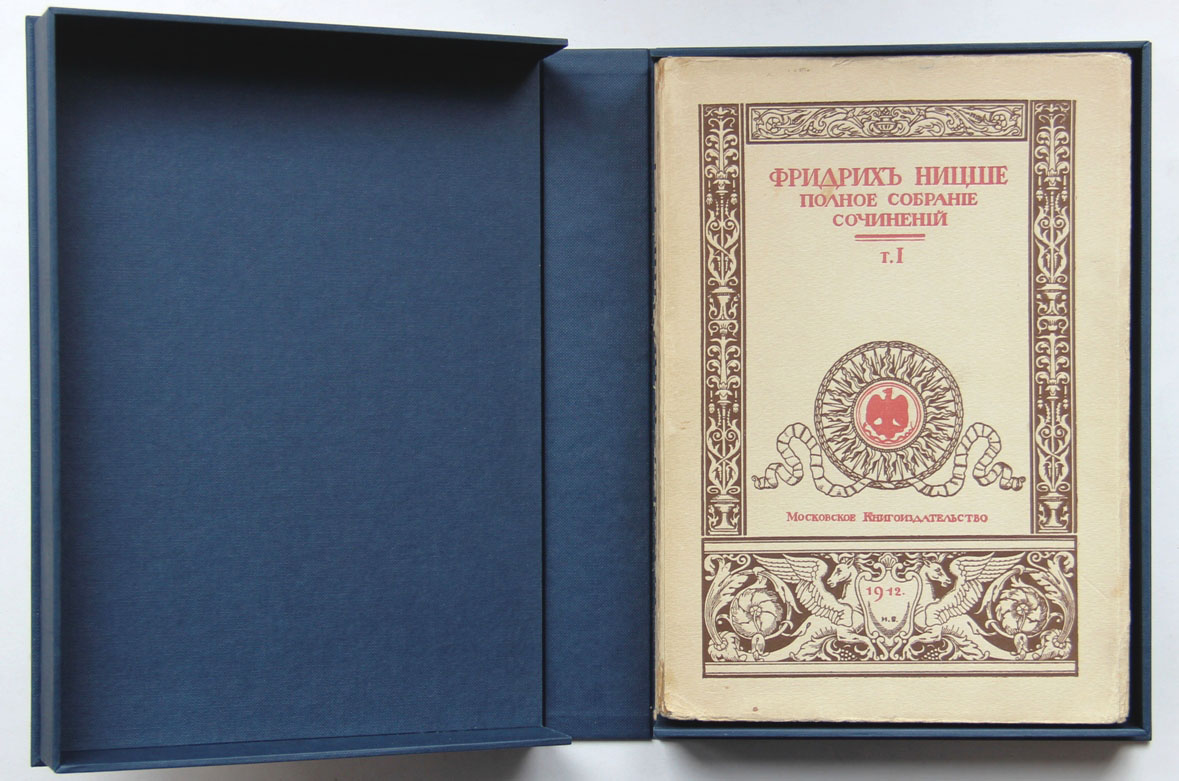 ФРИДРИХЪ НИЦШЕ
ПОЛНОЕ СОБРАНІЕ
СОЧИНЕНІЙ
т. I
Московское Книгоиздательство
1912.
Н. Б.